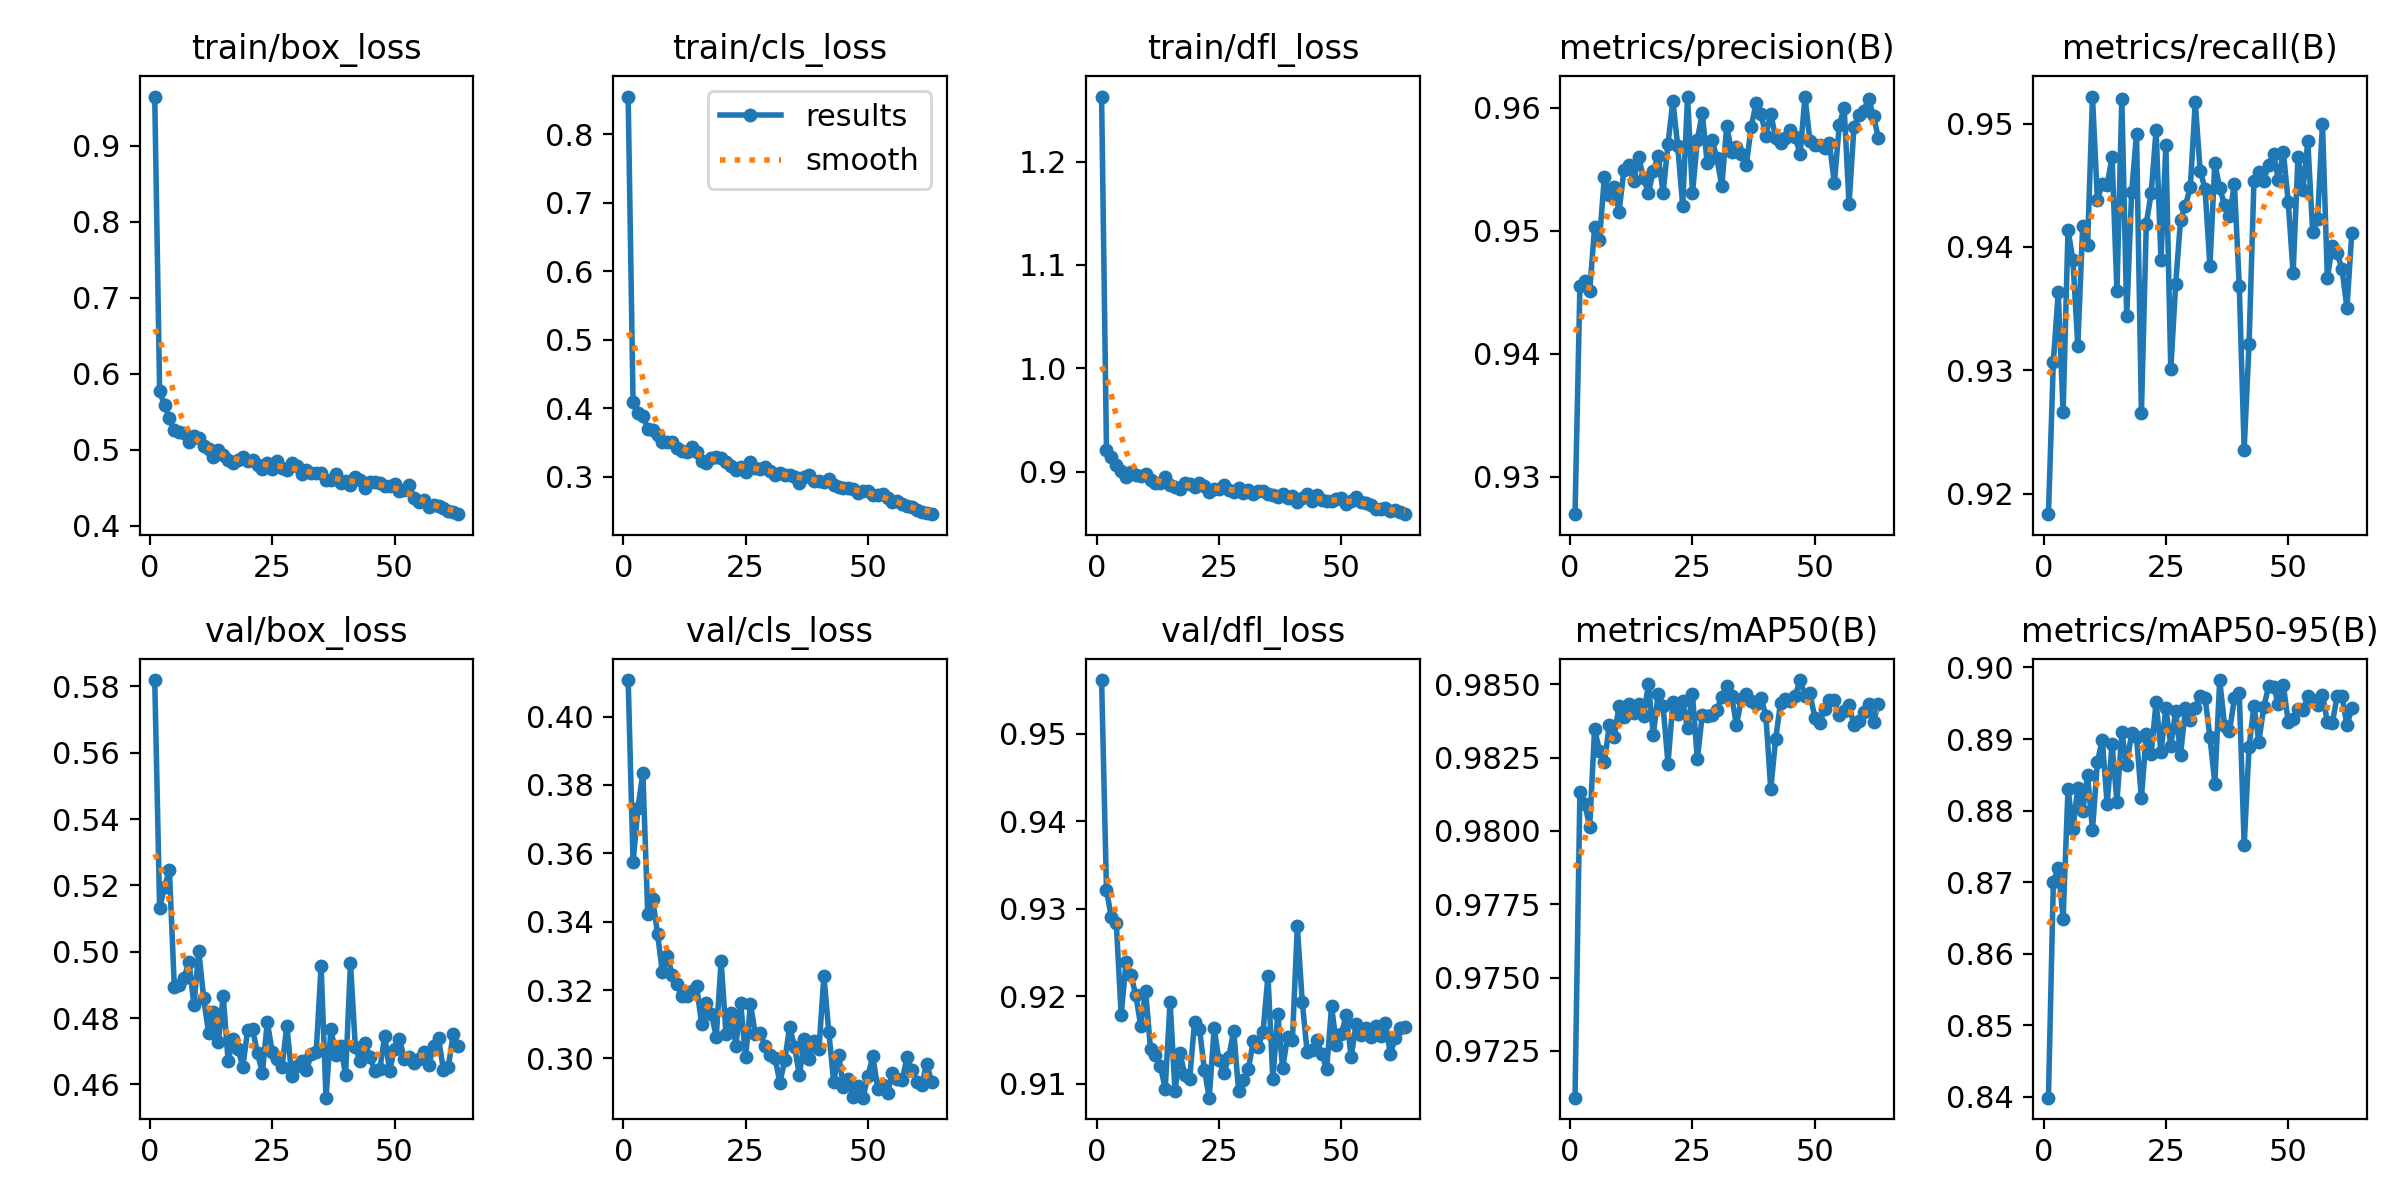 train/box_loss
train/cls_loss
train/dfl_loss
metrics/precision(B)
metrics/recall(B)
results
smooth
0.9
0.8
0.7
0.6
0.5
0.4
0 25 50
0.8
0.7
0.6
0.5
0.4
0.3
0 25 50
1.2
1.1
1.0
0.9
0 25 50
0.96
0.95
0.94
0.93
0 25 50
0.95
0.94
0.93
0.92
0 25 50
val/box_loss
val/cls_loss
val/dfl_loss
metrics/mAP50(B)
metrics/mAP50-95(B)
0.58
0.56
0.54
0.52
0.50
0.48
0.46
0 25 50
0.40
0.38
0.36
0.34
0.32
0.30
0 25 50
0.95
0.94
0.93
0.92
0.91
0 25 50
0.9850
0.9825
0.9800
0.9775
0.9750
0.9725
0 25 50
0.90
0.89
0.88
0.87
0.86
0.85
0.84
0 25 50